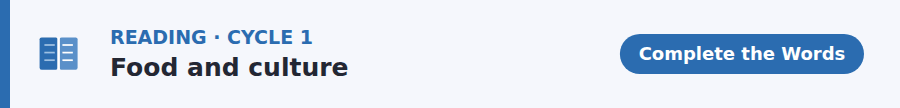 READING · CYCLE 1
Food and culture
Complete the Words